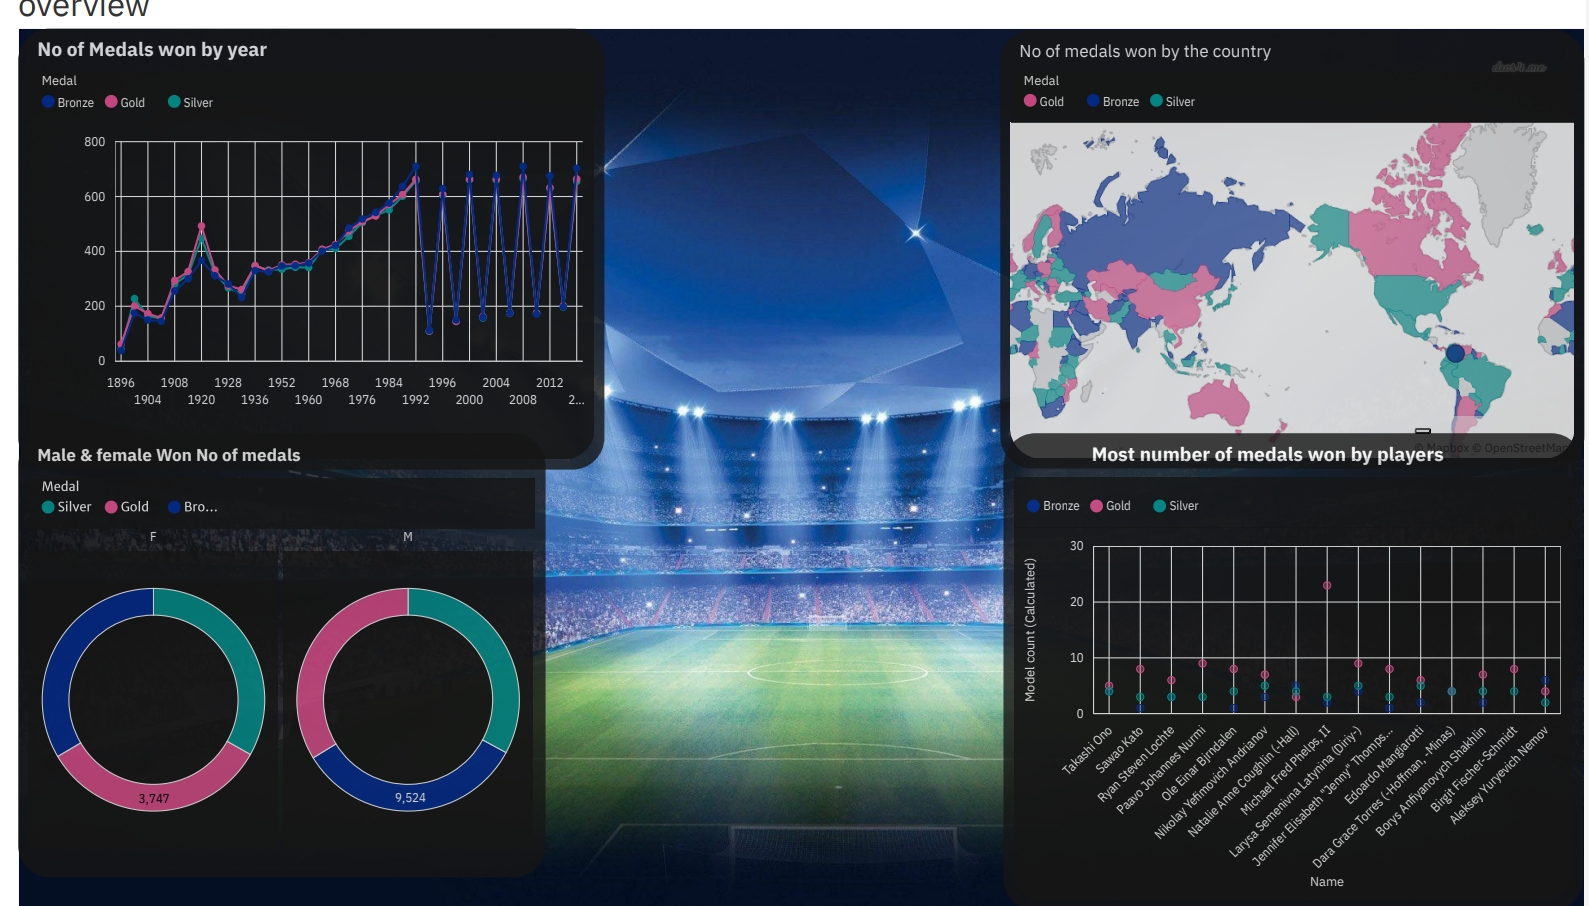 overview
No of Medals won by year
Medal
Bronze Gold Silver
800
600
400
200
0
1896 1908 1928 1952 1968 1984 1996 2004 2012
1904 1920 1936 1960 1976 1992 2000 2008 2...
No of medals won by the country
Medal
Gold Bronze Silver
© Mapbox © OpenStreetMap
Male & female Won No of medals
Medal
Silver Gold Bro...
F M
3,747
9,524
Most number of medals won by players
Bronze Gold Silver
Model count (Calculated)
30
20
10
0
Takashi Ono
Sawao Kato
Ryan Steven Lochte
Paavo Johannes Nurmi
Ole Einar Bjrndalen
Nikolay Yefimovich Andrianov
Natalie Anne Coughlin (-Hall)
Michael Fred Phelps, II
Larysa Semenivna Latynina (Diriy-)
Jennifer Elisabeth "Jenny" Thomps...
Edoardo Mangiarotti
Dara Grace Torres (-Hoffman, -Minas)
Borys Anfiyanovych Shakhlin
Birgit Fischer-Schmidt
Aleksey Yuryevich Nemov
Name